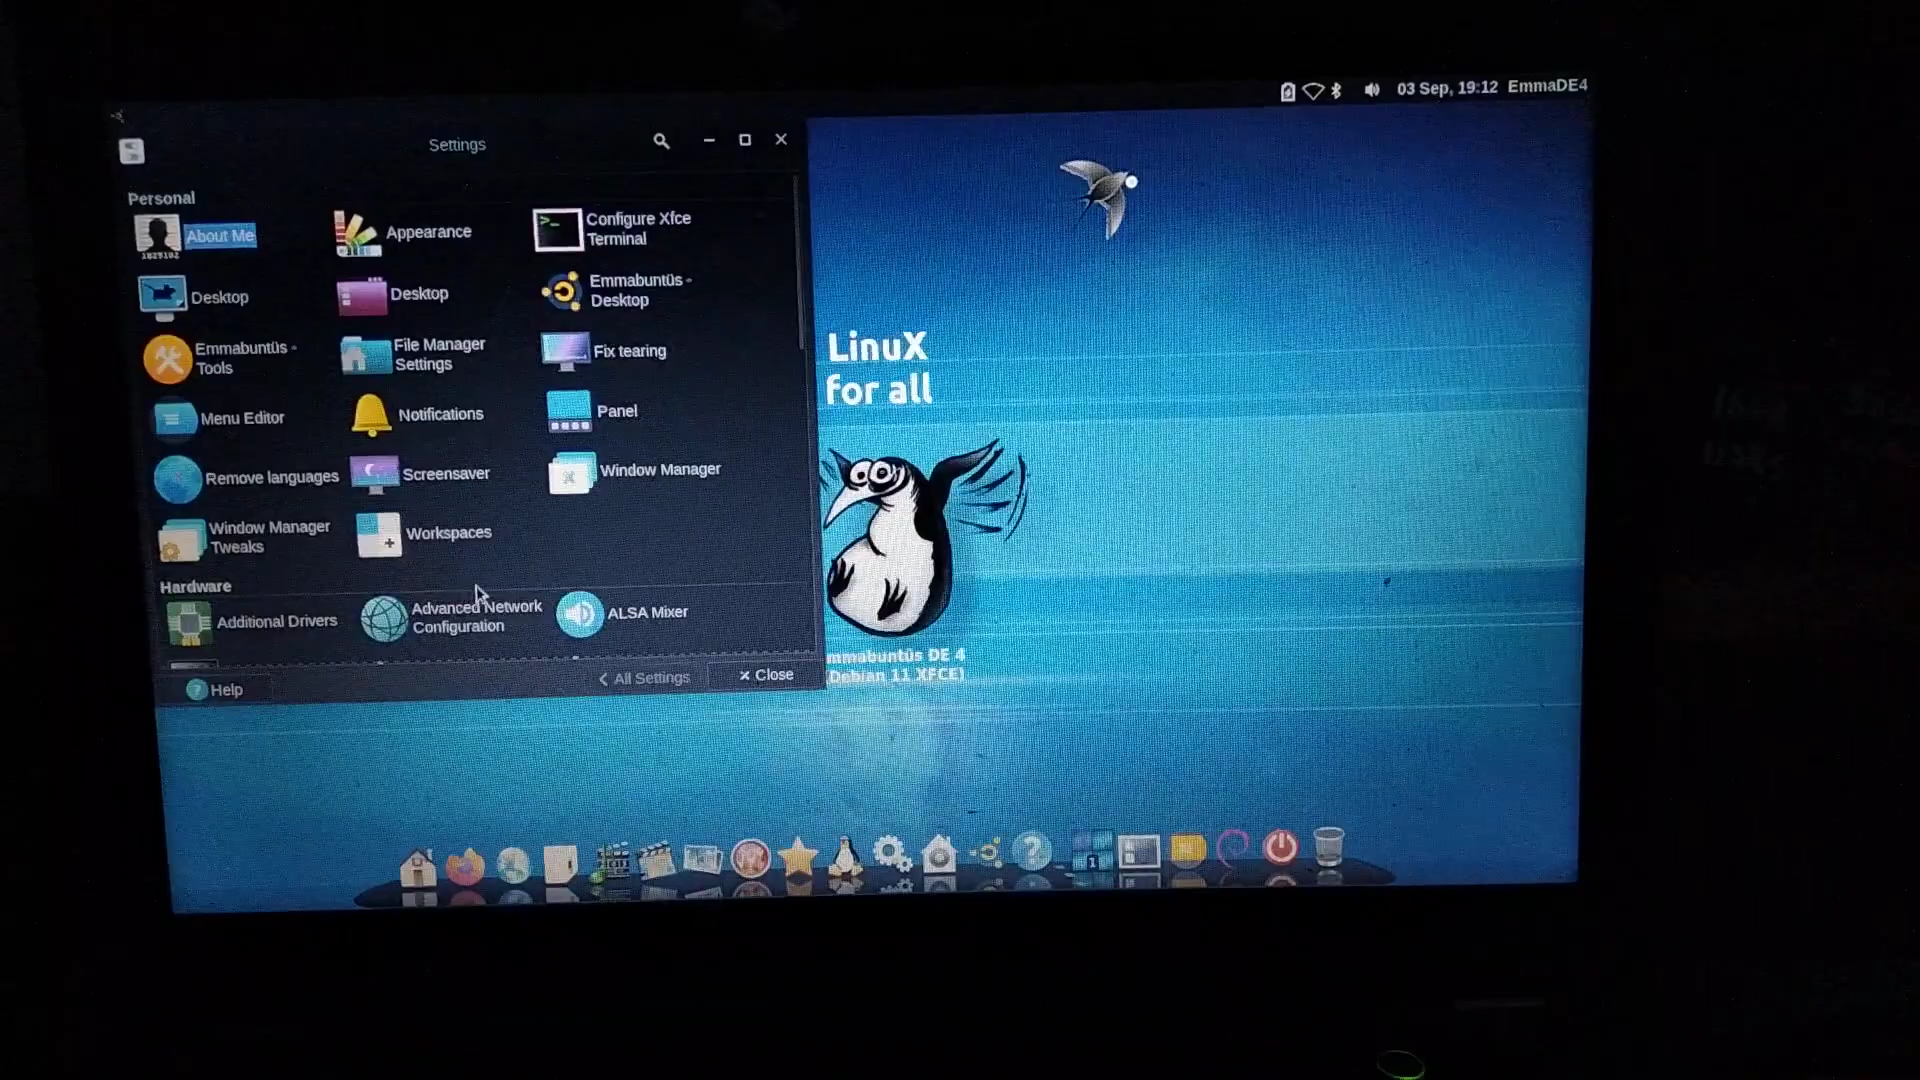 03 Sep, 19:12 EmmaDE4
Settings
Personal
About Me
Appearance
Configure Xfce
Terminal
Desktop
Desktop
Emmabuntüs -
Desktop
Emmabuntüs -
Tools
File Manager
Settings
Fix tearing
Menu Editor
Notifications
Panel
Remove languages
Screensaver
Window Manager
Window Manager
Tweaks
Workspaces
Hardware
Additional Drivers
Advanced Network
Configuration
ALSA Mixer
Help
All Settings
Close
LinuX
for all
mmabuntüs DE 4
(Debian 11 XFCE)
1